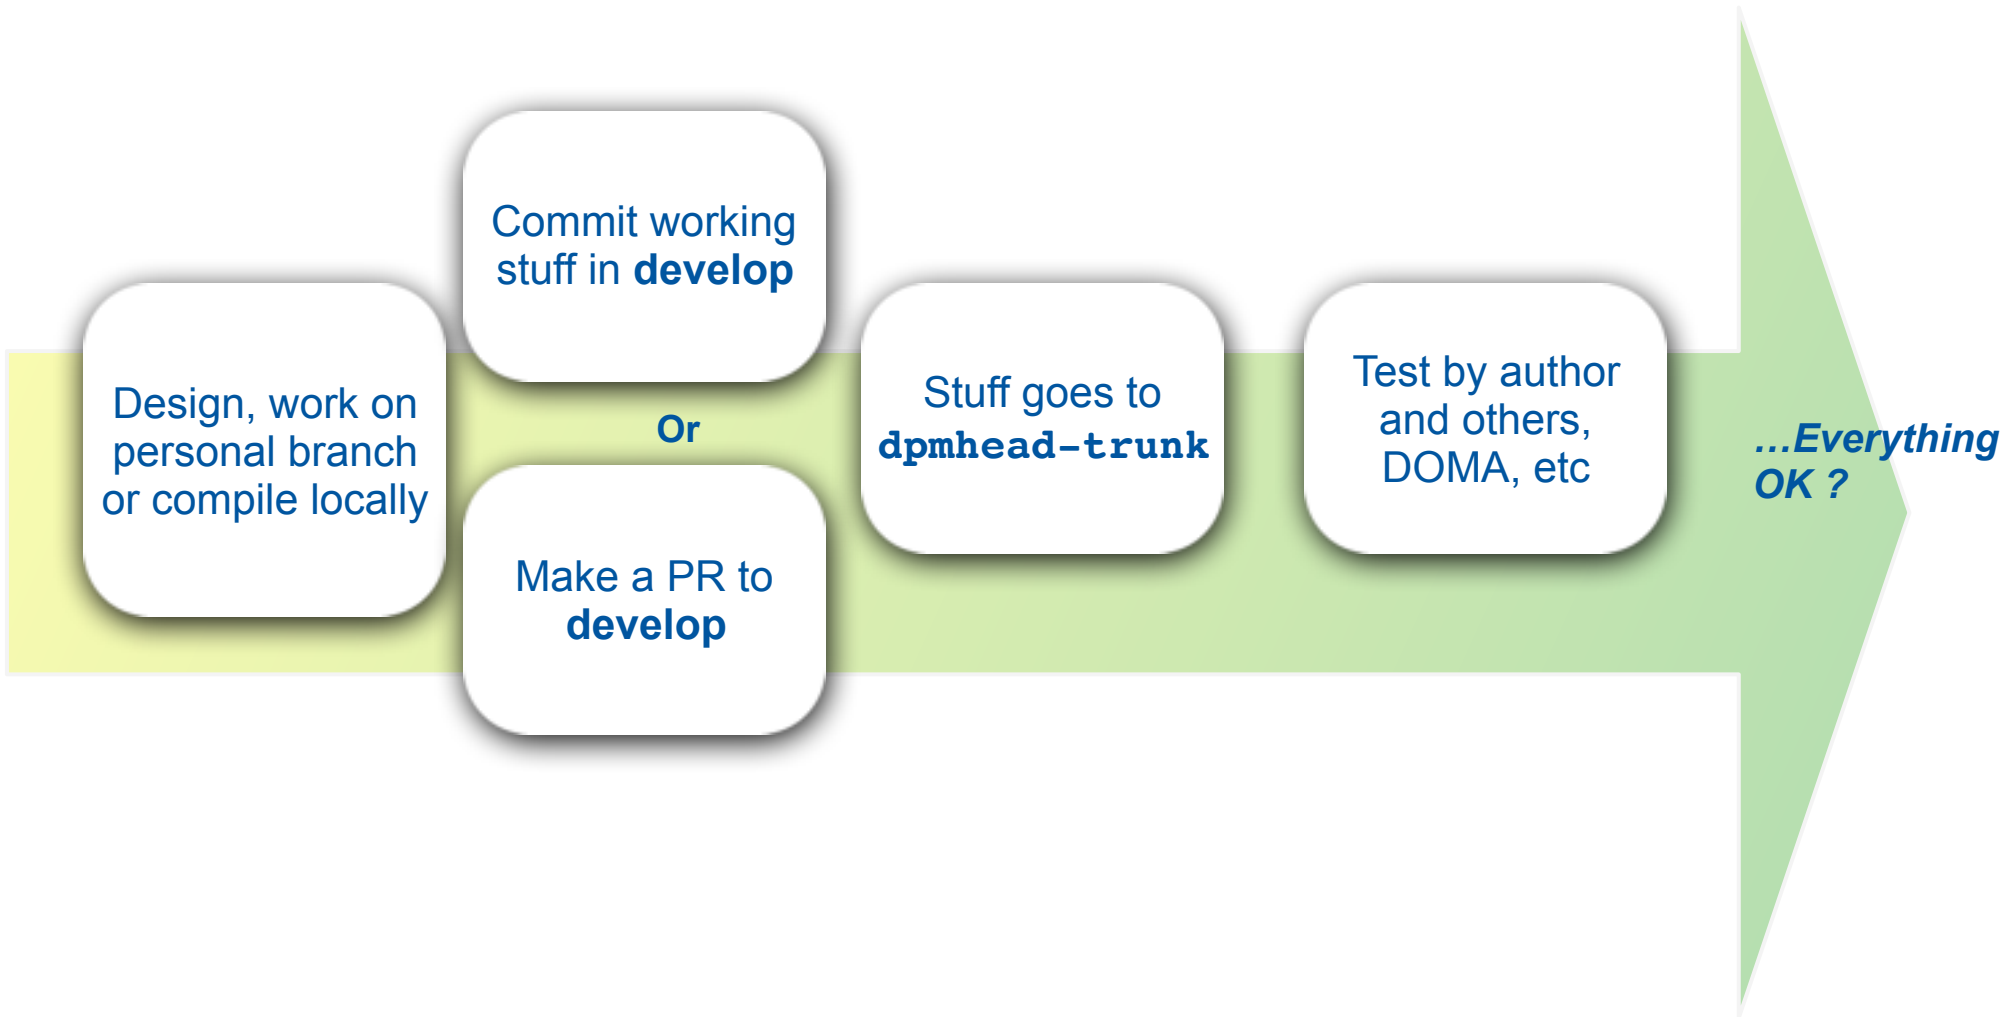 Design, work on
personal branch
or compile locally
Commit working
stuff in develop
Or
Make a PR to
develop
Stuff goes to
dpmhead-trunk
Test by author
and others,
DOMA, etc
...Everything
OK ?